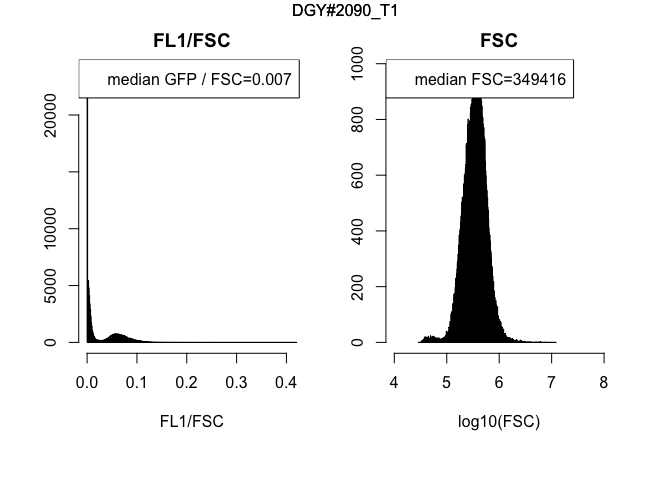 DGY#2090_T1
FL1/FSC
median GFP / FSC=0.007
0
5000
10000
20000
0.0 0.1 0.2 0.3 0.4
FL1/FSC
FSC
median FSC=349416
0
200
400
600
800
1000
4 5 6 7 8
log10(FSC)